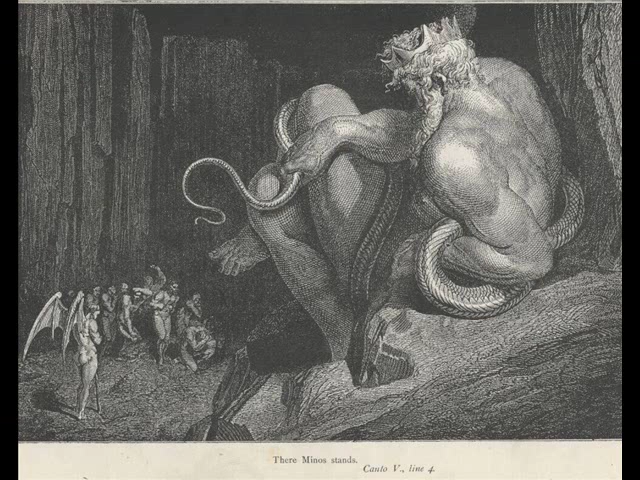 There Minos stands.
Canto V., line 4.